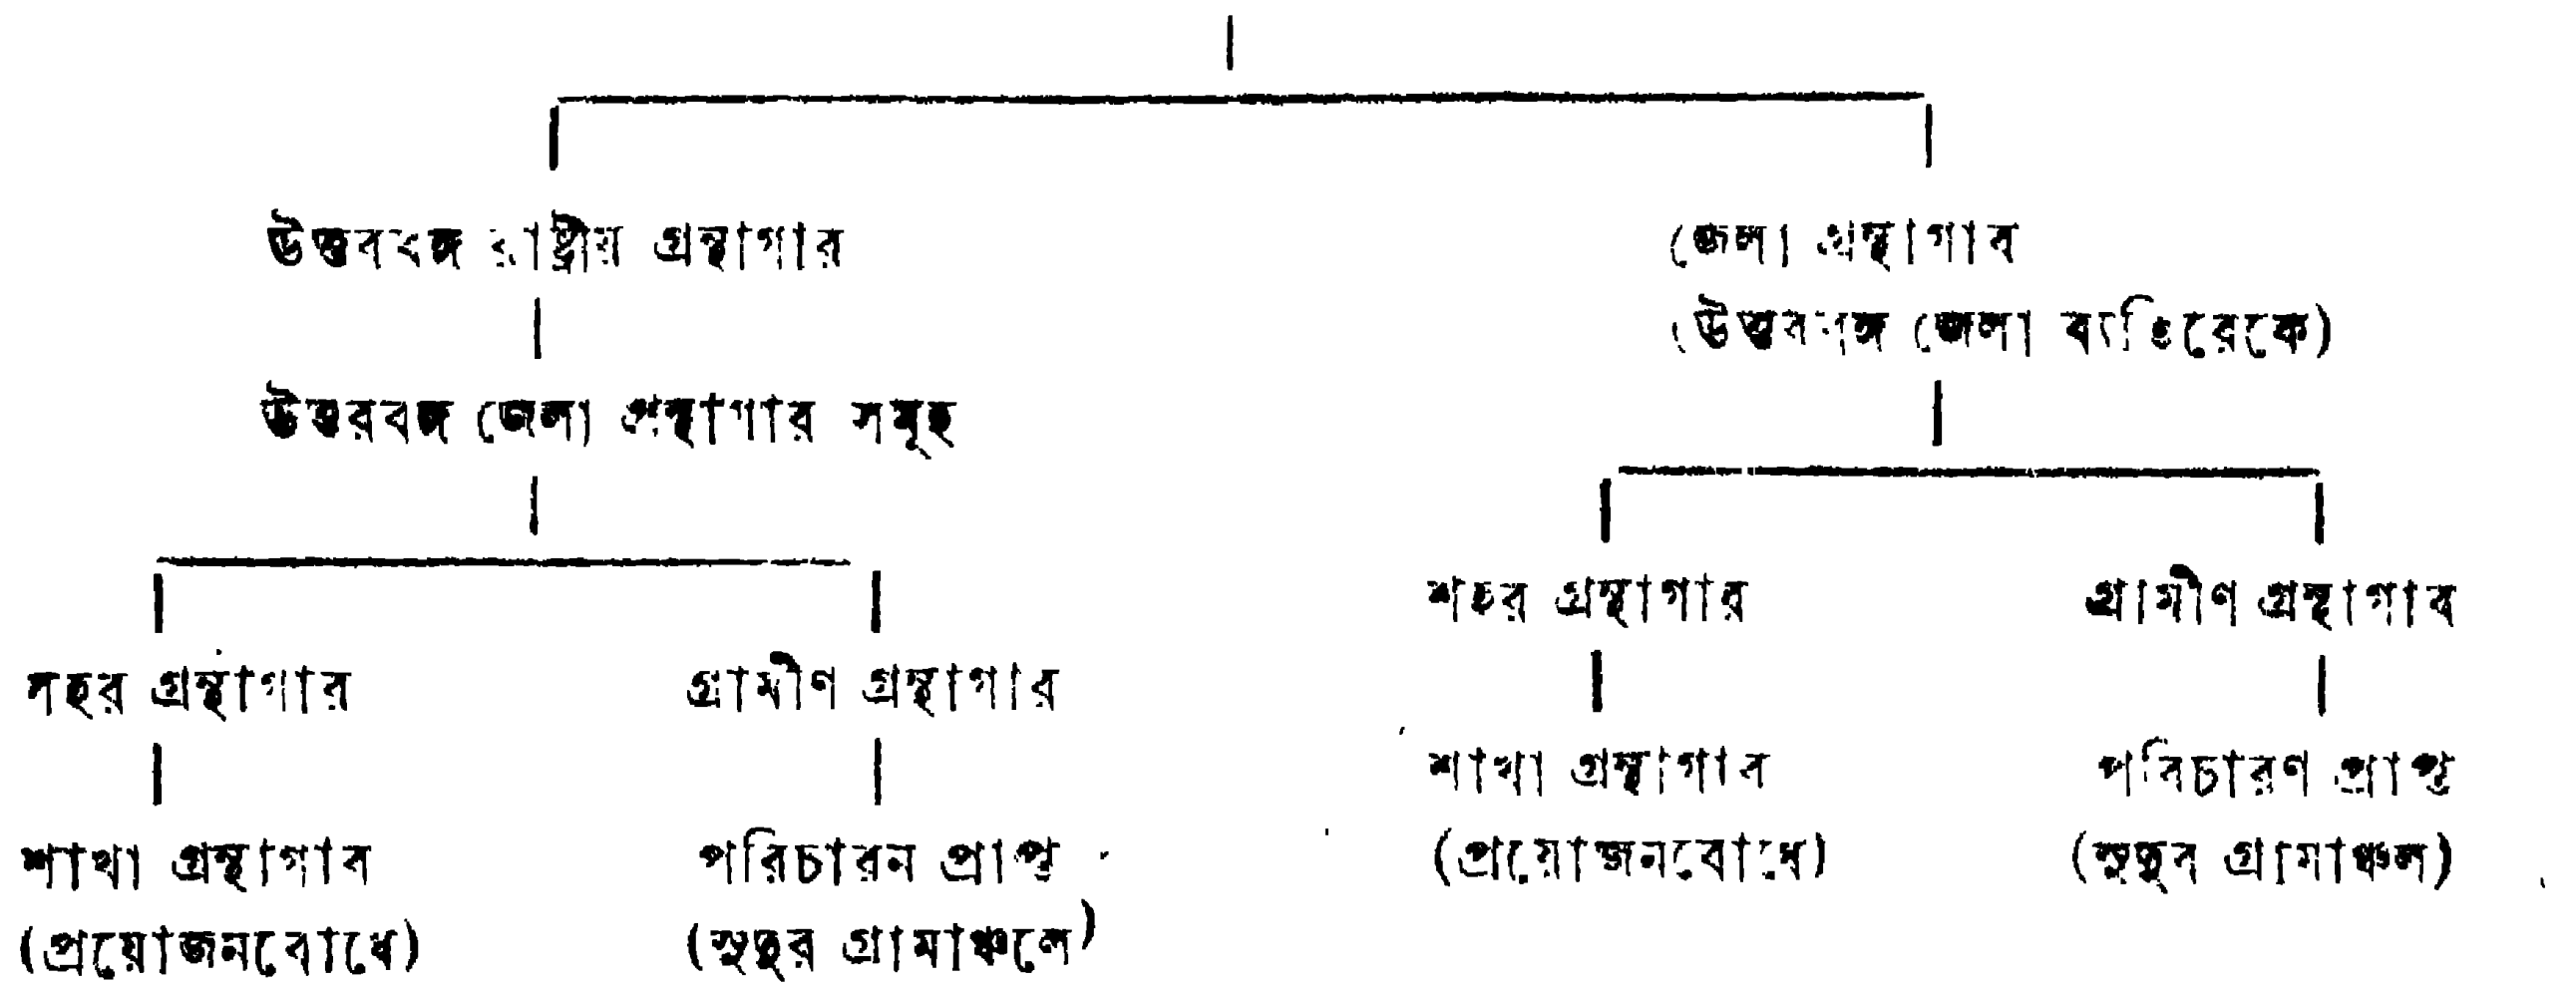 উত্তরবঙ্গ রাষ্ট্রীয় গ্রন্থাগার
জেলা গ্রন্থাগার
(উত্তরবঙ্গ জেলা ব্যতিরেকে)
উত্তরবঙ্গ জেলা গ্রন্থাগার সমূহ
শহর গ্রন্থাগার
গ্রামীণ গ্রন্থাগার
সহর গ্রন্থাগার
গ্রামীণ গ্রন্থাগার
শাখা গ্রন্থাগার
(প্রয়োজনবোধে)
পরিচারণ প্রাপ্ত
(সুদুর গ্রামাঞ্চল)
শাখা গ্রন্থাগার
(প্রয়োজনবোধে)
পরিচারন প্রাপ্ত
(সুদুর গ্রামাঞ্চলে)